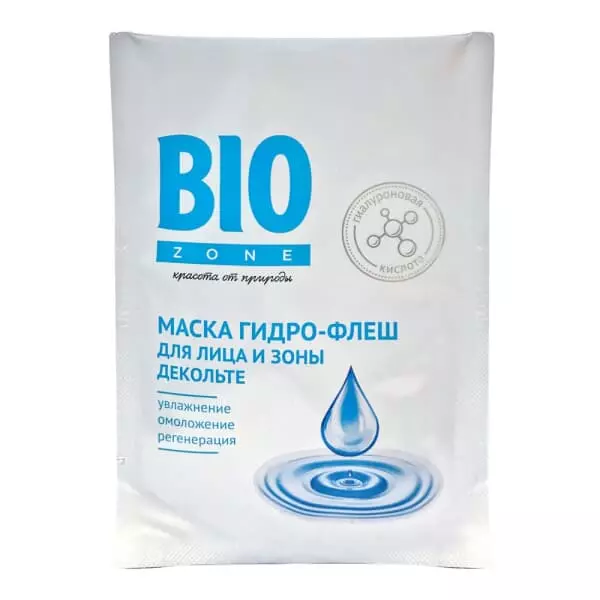 BIO
ZONE
красота от природы
гиалуроновая
кислота
МАСКА ГИДРО-ФЛЕШ
ДЛЯ ЛИЦА И ЗОНЫ
ДЕКОЛЬТЕ
увлажнение
омоложение
регенерация